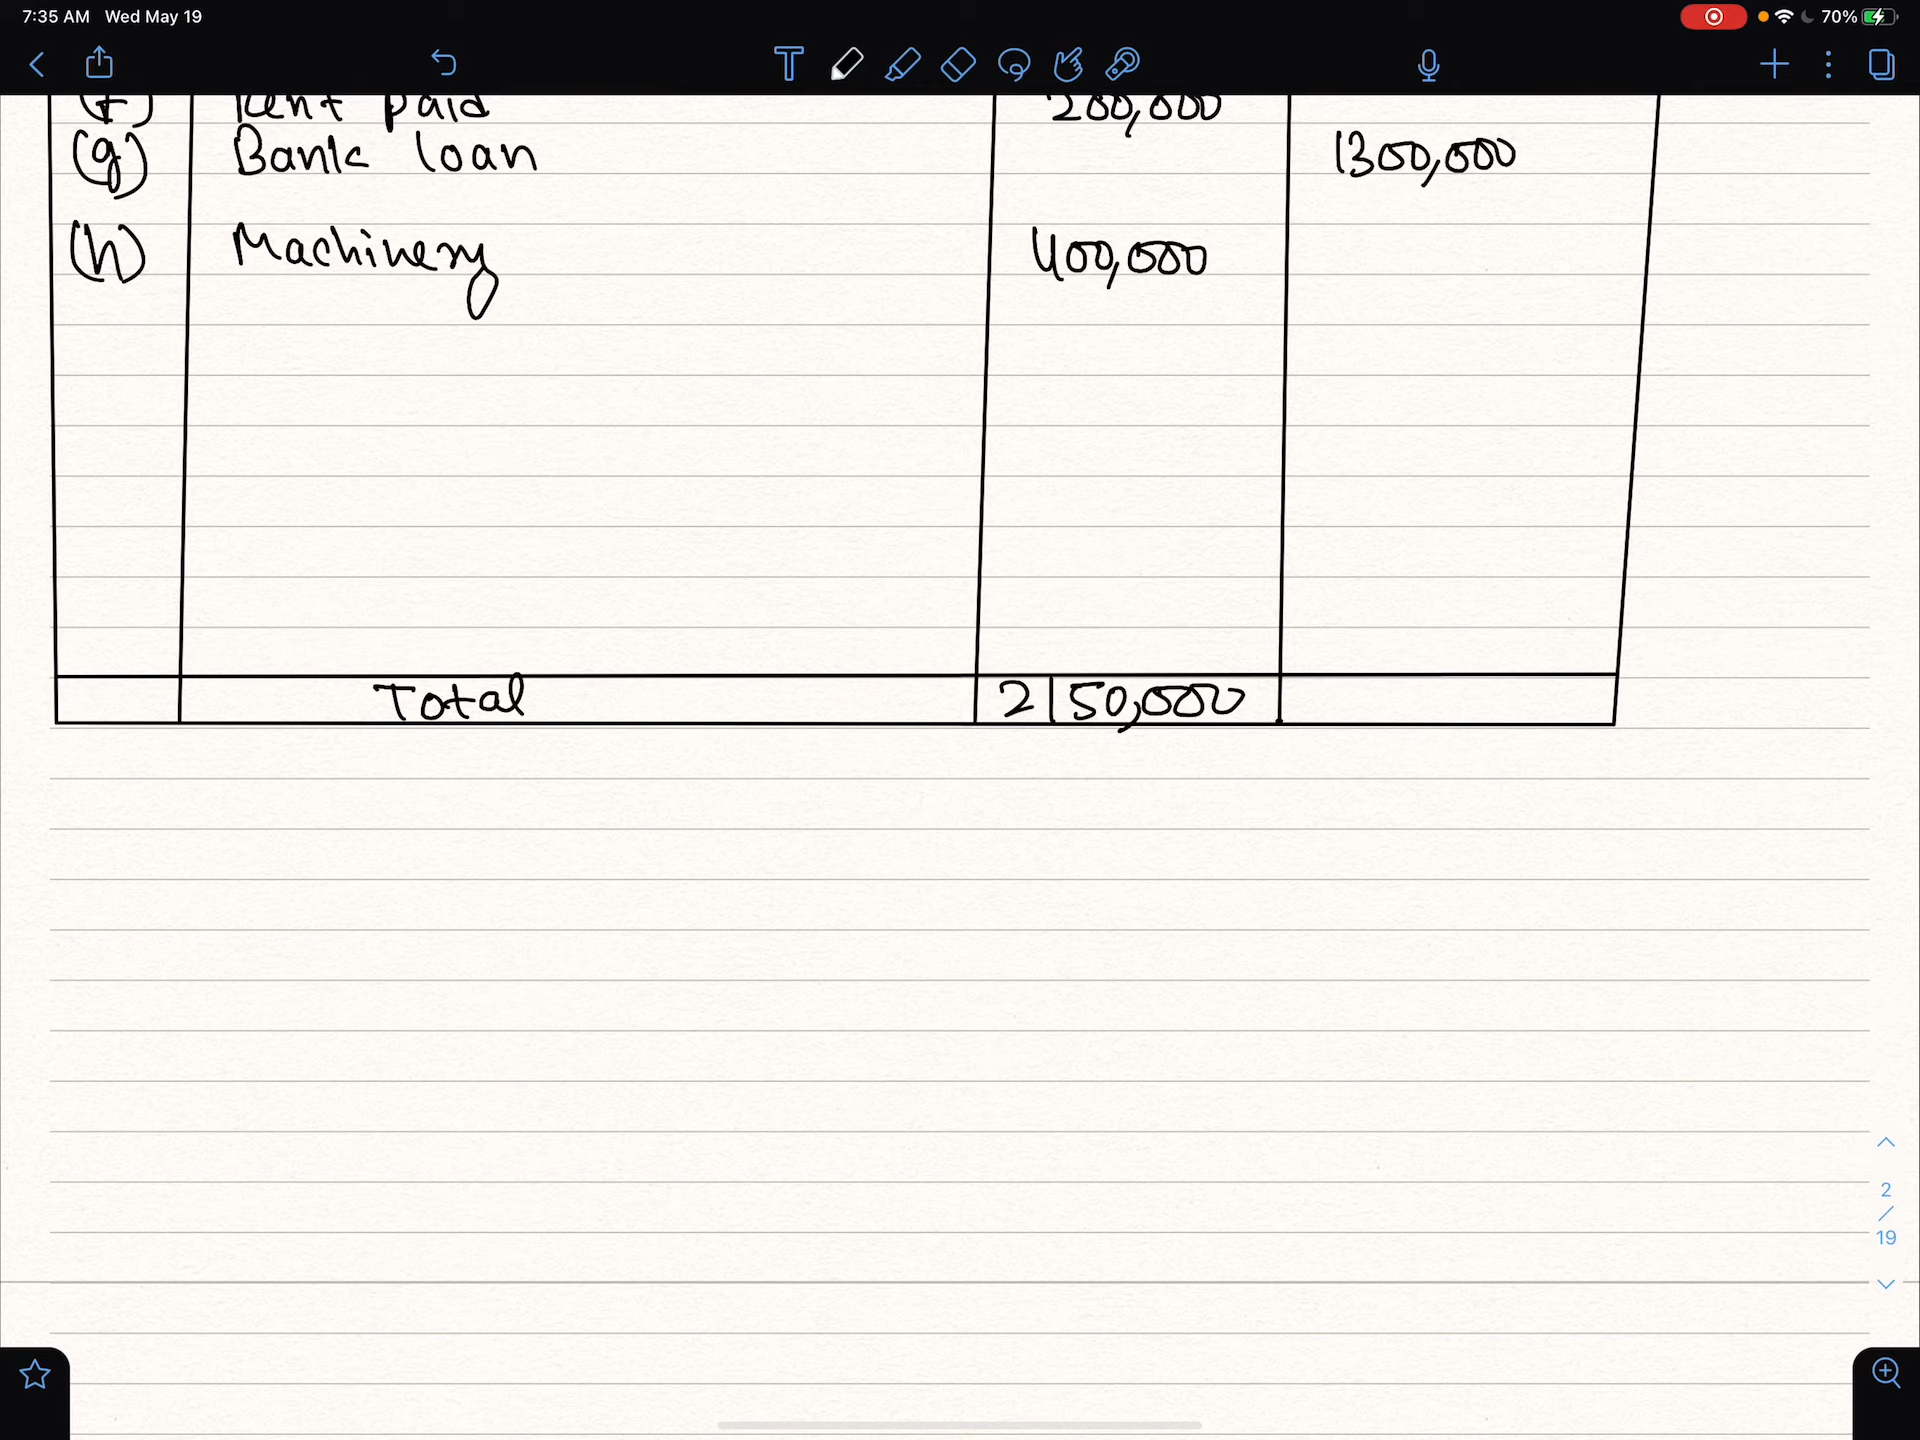 7:35 AM Wed May 19
70%
T
(f) Rent paid 200,000
(g) Bank loan 1300,000
(h) Machinery 400,000
Total 2150,000
2
/
19